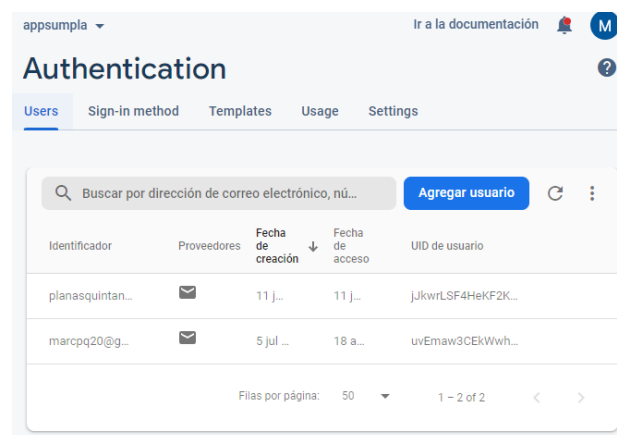 appsumpla
Ir a la documentación
M
Authentication
Users Sign-in method Templates Usage Settings
Buscar por dirección de correo electrónico, nú...
Agregar usuario
Identificador Proveedores Fecha de creación Fecha de acceso UID de usuario
planasquintan... 11 j... 11 j... jJkwrLSF4HeKF2K...
marcpq20@g... 5 jul ... 18 a... uvEmaw3CEkWwh...
Filas por página: 50 1 – 2 of 2